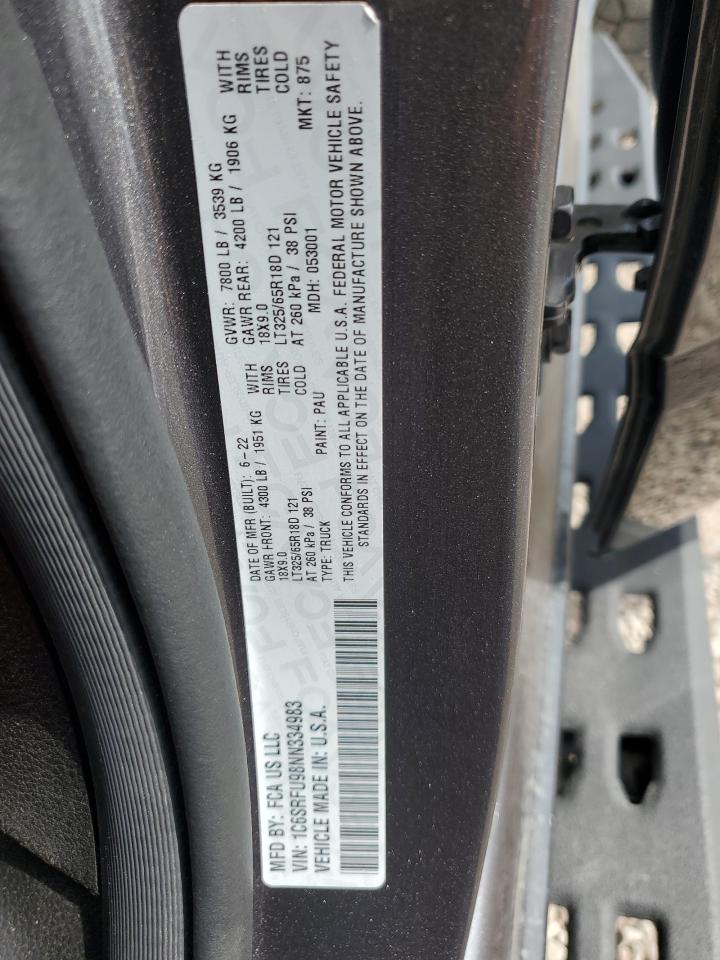 MFD BY: FCA US LLC
DATE OF MFR (BUILT): 6-22
GVWR: 7800 LB / 3539 KG
GAWR FRONT: 4300 LB / 1951 KG WITH
GAWR REAR: 4200 LB / 1906 KG WITH
18X9.0 RIMS
18X9.0 RIMS
LT325/65R18D 121 TIRES
LT325/65R18D 121 TIRES
AT 260 kPa / 38 PSI COLD
AT 260 kPa / 38 PSI COLD
VIN: 1C6SRFU98NN334983
TYPE: TRUCK
PAINT: PAU
MDH: 053001
MKT: 875
VEHICLE MADE IN: U.S.A.
THIS VEHICLE CONFORMS TO ALL APPLICABLE U.S.A. FEDERAL MOTOR VEHICLE SAFETY
STANDARDS IN EFFECT ON THE DATE OF MANUFACTURE SHOWN ABOVE.